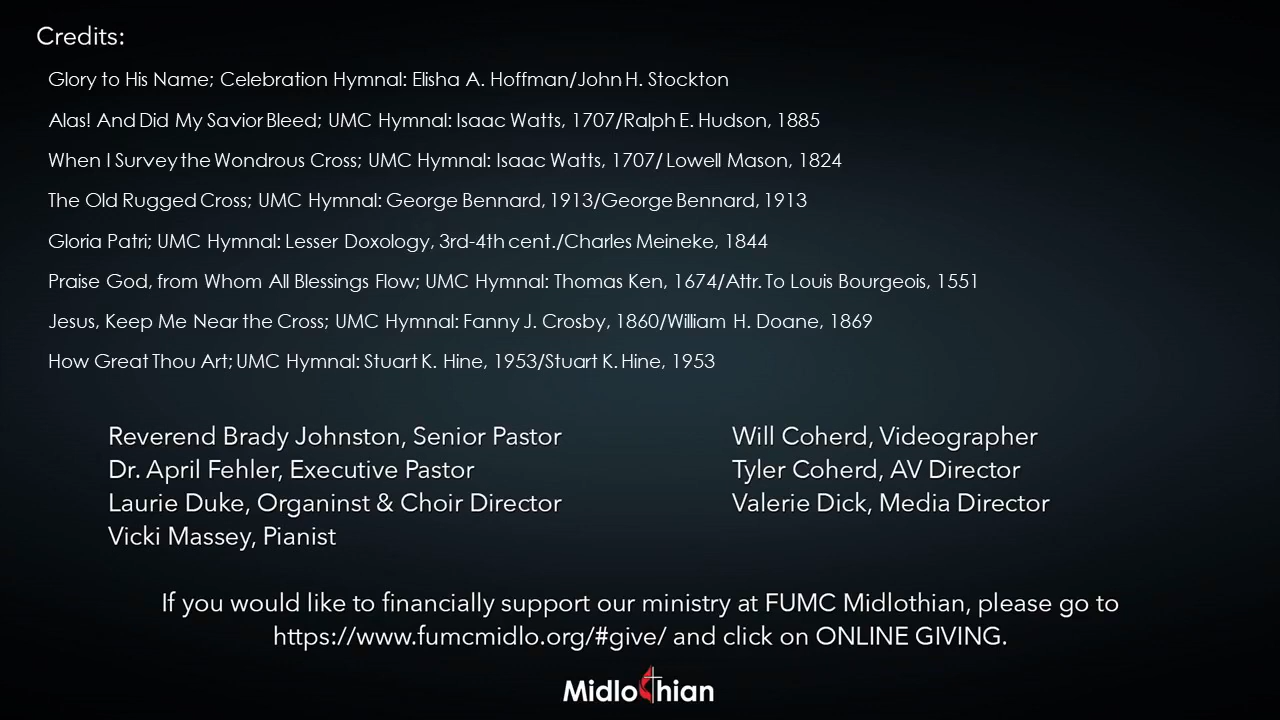 Credits:
Glory to His Name; Celebration Hymnal: Elisha A. Hoffman/John H. Stockton
Alas! And Did My Savior Bleed; UMC Hymnal: Isaac Watts, 1707/Ralph E. Hudson, 1885
When I Survey the Wondrous Cross; UMC Hymnal: Isaac Watts, 1707/ Lowell Mason, 1824
The Old Rugged Cross; UMC Hymnal: George Bennard, 1913/George Bennard, 1913
Gloria Patri; UMC Hymnal: Lesser Doxology, 3rd-4th cent./Charles Meineke, 1844
Praise God, from Whom All Blessings Flow; UMC Hymnal: Thomas Ken, 1674/Attr. To Louis Bourgeois, 1551
Jesus, Keep Me Near the Cross; UMC Hymnal: Fanny J. Crosby, 1860/William H. Doane, 1869
How Great Thou Art; UMC Hymnal: Stuart K. Hine, 1953/Stuart K. Hine, 1953
Reverend Brady Johnston, Senior Pastor
Dr. April Fehler, Executive Pastor
Laurie Duke, Organinst & Choir Director
Vicki Massey, Pianist
Will Coherd, Videographer
Tyler Coherd, AV Director
Valerie Dick, Media Director
If you would like to financially support our ministry at FUMC Midlothian, please go to
https://www.fumcmidlo.org/#give/ and click on ONLINE GIVING.
Midlothian